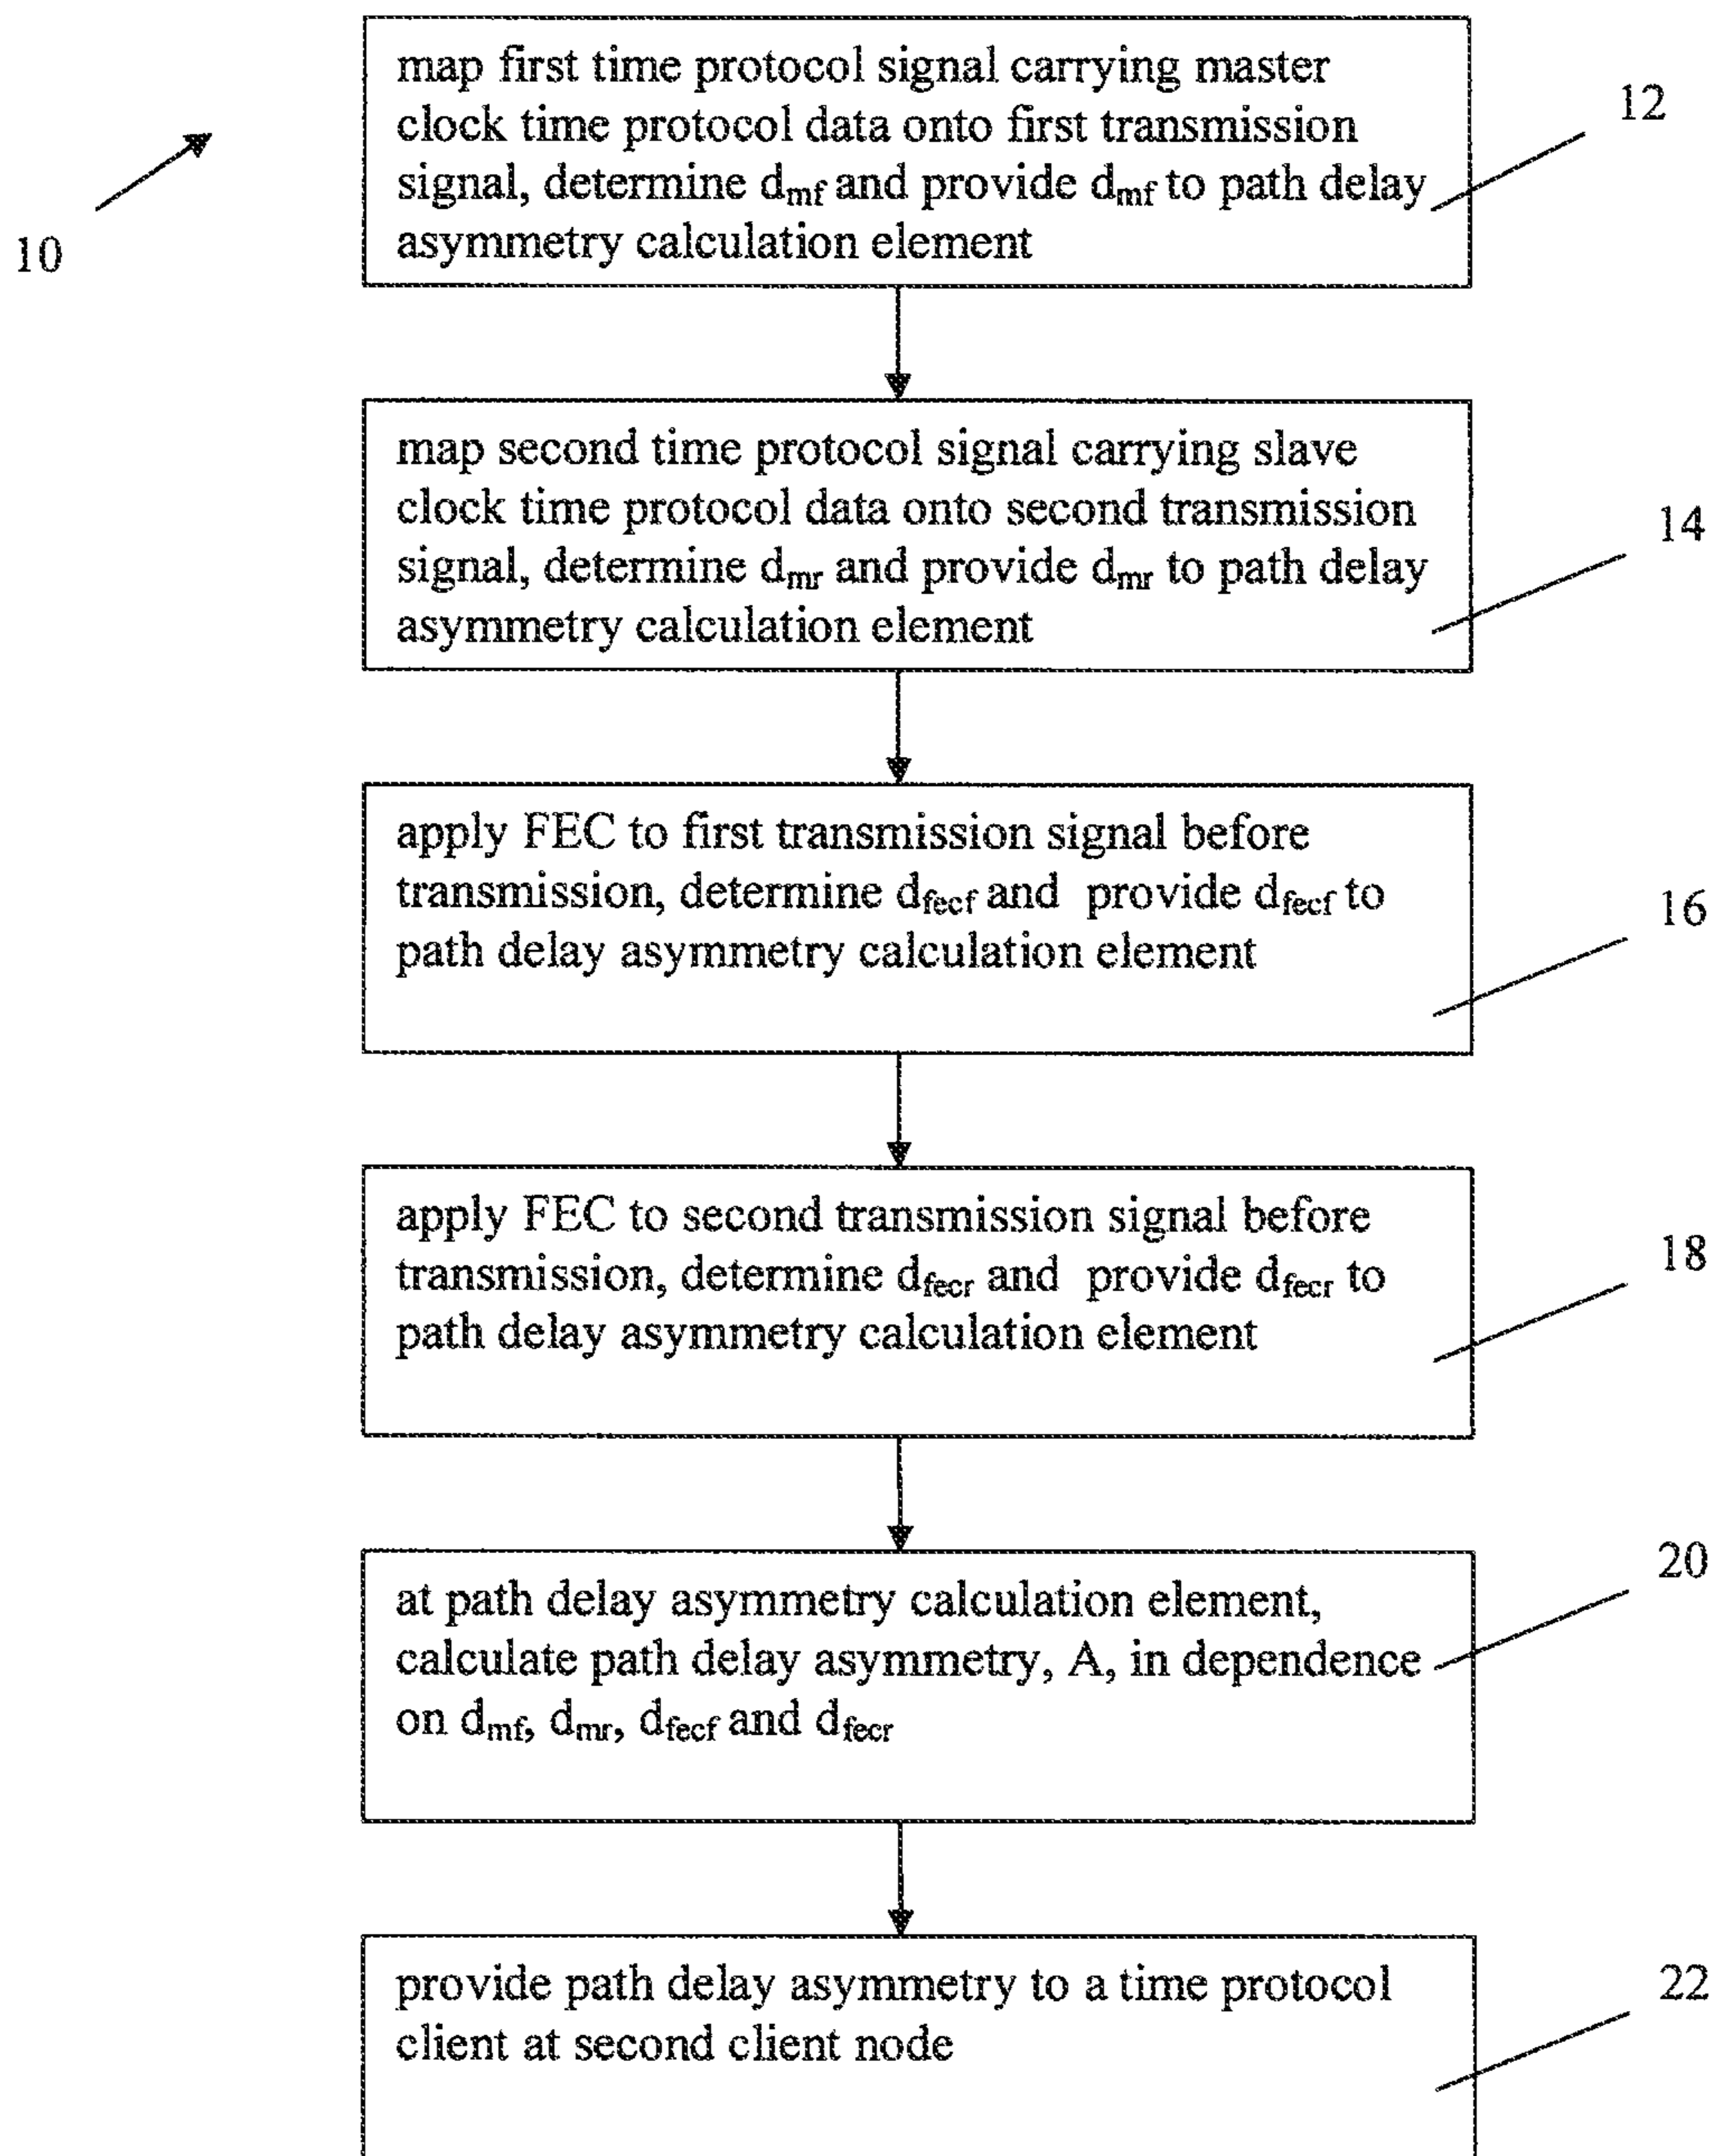 10
map first time protocol signal carrying master
clock time protocol data onto first transmission
signal, determine dmf and provide dmf to path delay
asymmetry calculation element
12
map second time protocol signal carrying slave
clock time protocol data onto second transmission
signal, determine dmr and provide dmr to path delay
asymmetry calculation element
14
apply FEC to first transmission signal before
transmission, determine dfecf and provide dfecf to
path delay asymmetry calculation element
16
apply FEC to second transmission signal before
transmission, determine dfecr and provide dfecr to
path delay asymmetry calculation element
18
at path delay asymmetry calculation element,
calculate path delay asymmetry, A, in dependence
on dmf, dmr, dfecf and dfecr
20
provide path delay asymmetry to a time protocol
client at second client node
22